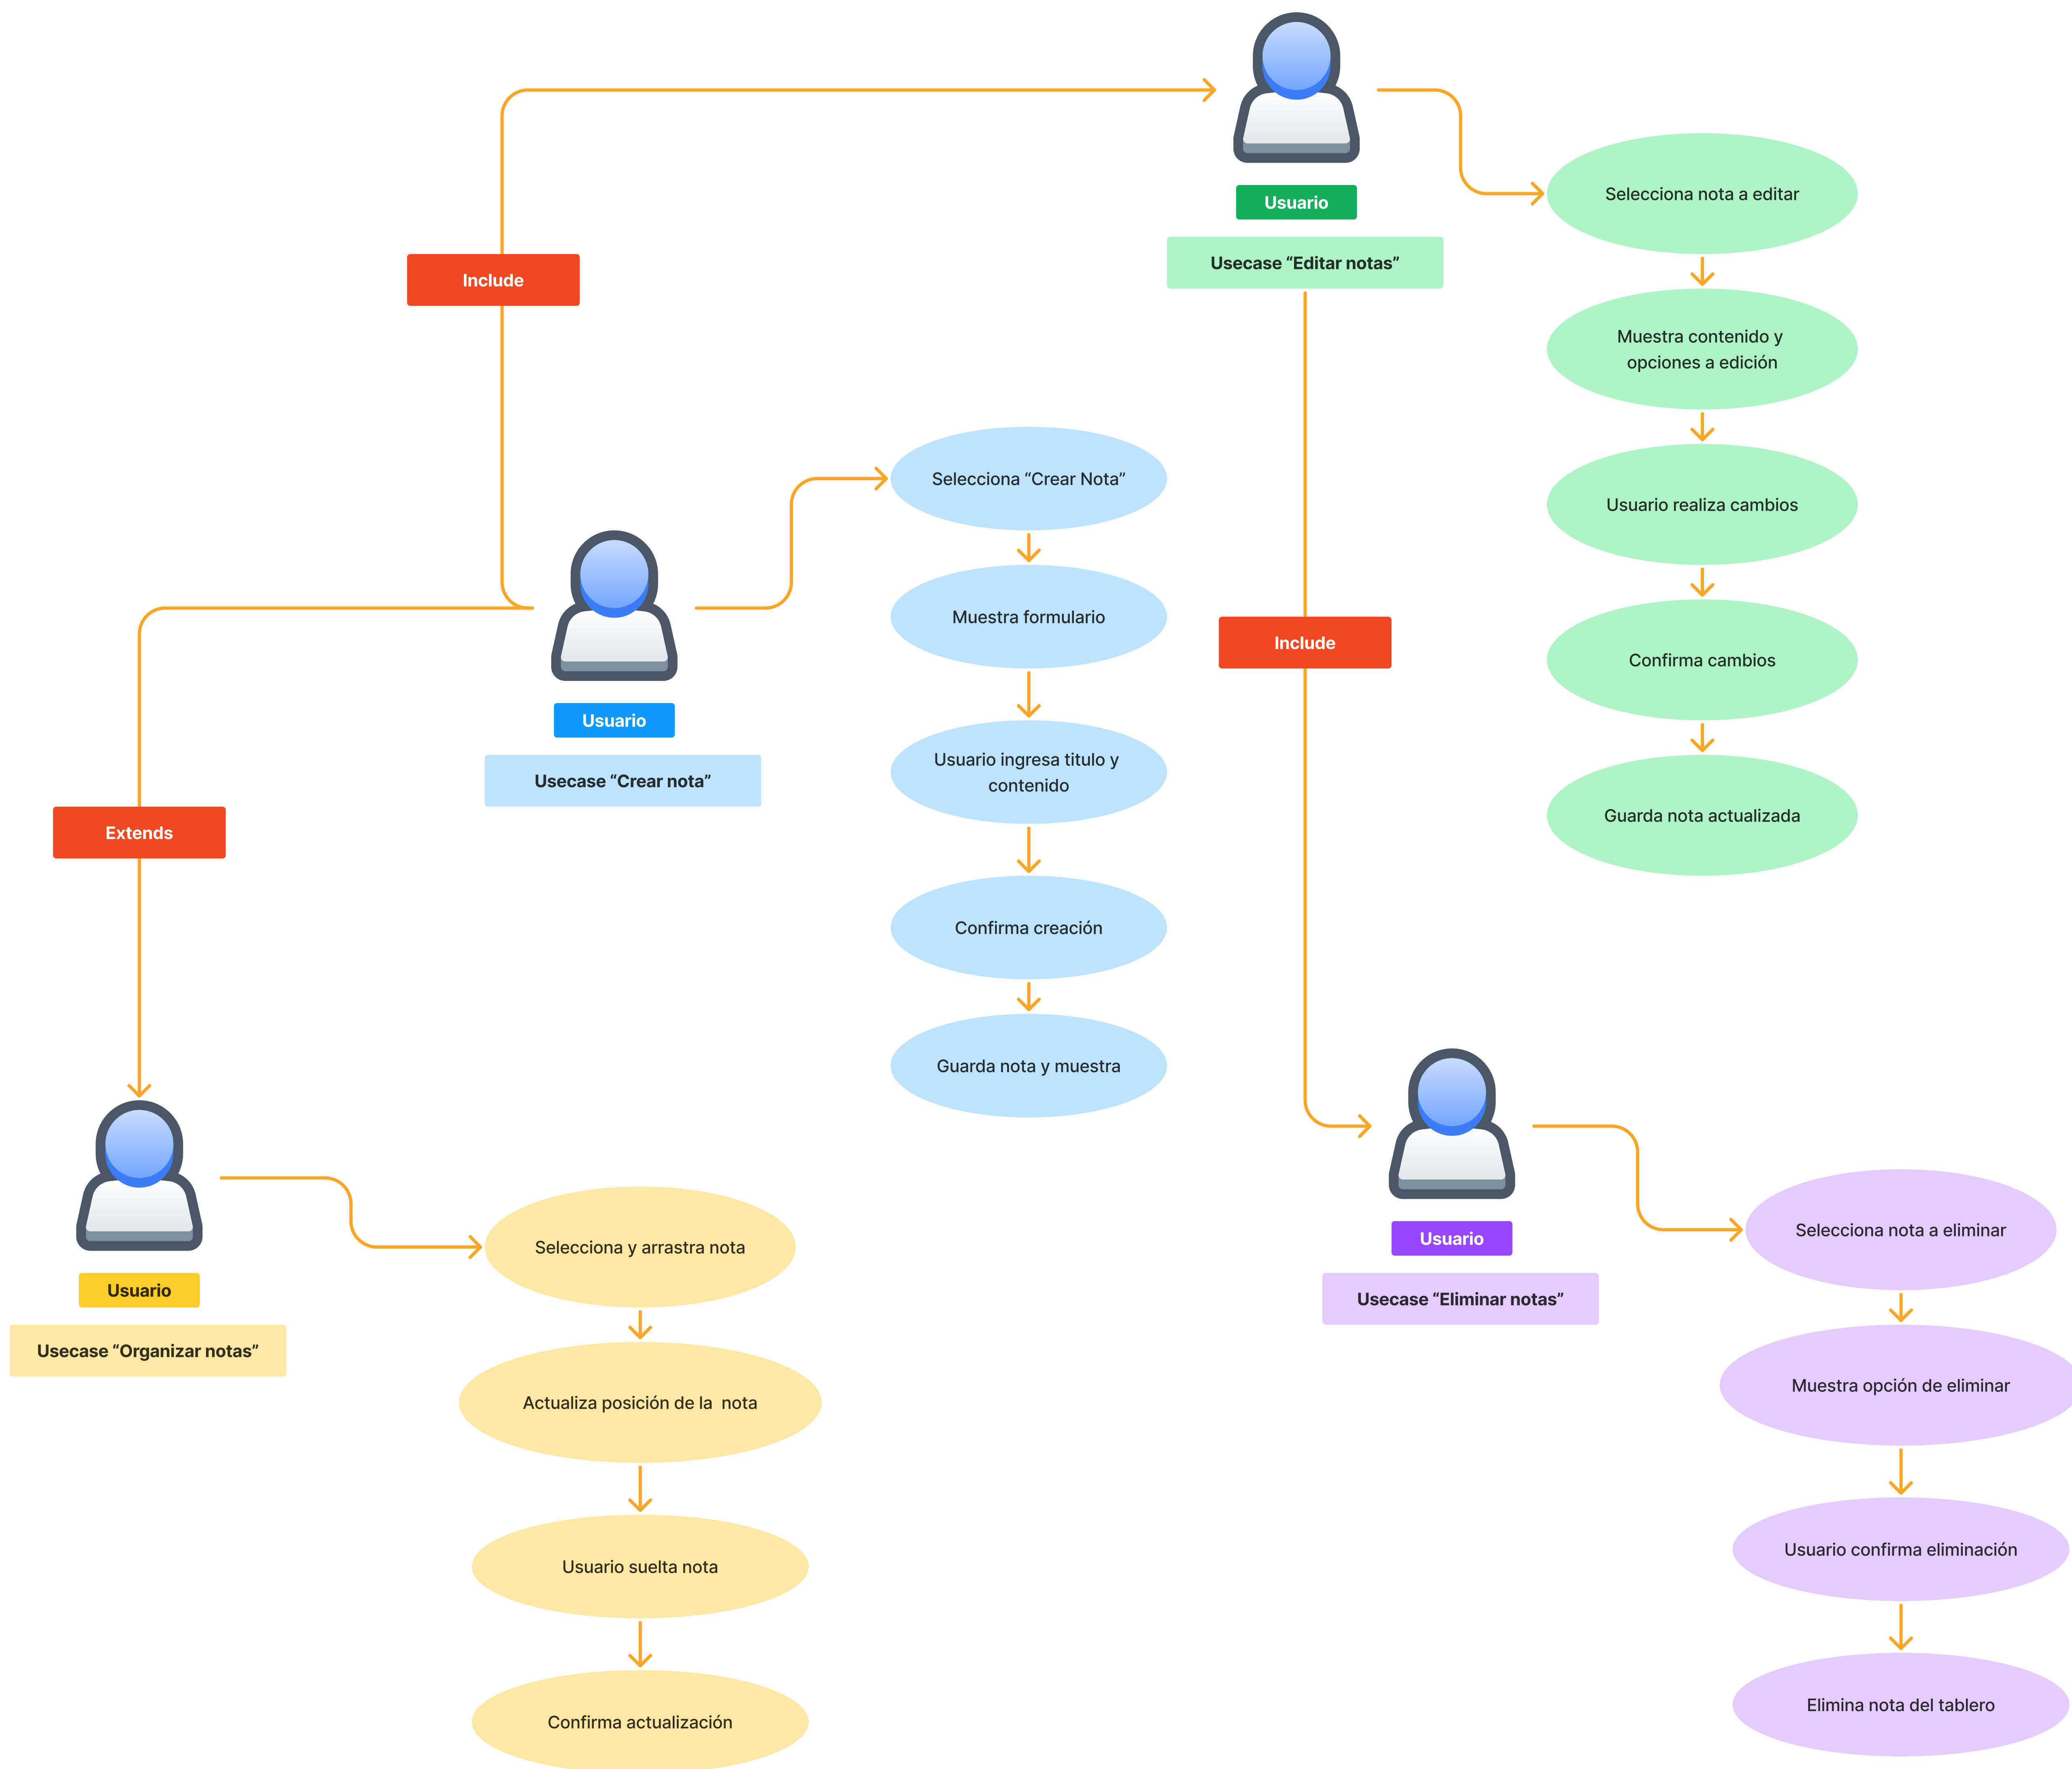 Usuario
Usecase “Editar notas”
Selecciona nota a editar
Muestra contenido y
opciones a edición
Usuario realiza cambios
Confirma cambios
Guarda nota actualizada
Include
Usuario
Usecase “Crear nota”
Selecciona “Crear Nota”
Muestra formulario
Usuario ingresa titulo y
contenido
Confirma creación
Guarda nota y muestra
Include
Extends
Usuario
Usecase “Organizar notas”
Selecciona y arrastra nota
Actualiza posición de la  nota
Usuario suelta nota
Confirma actualización
Usuario
Usecase “Eliminar notas”
Selecciona nota a eliminar
Muestra opción de eliminar
Usuario confirma eliminación
Elimina nota del tablero